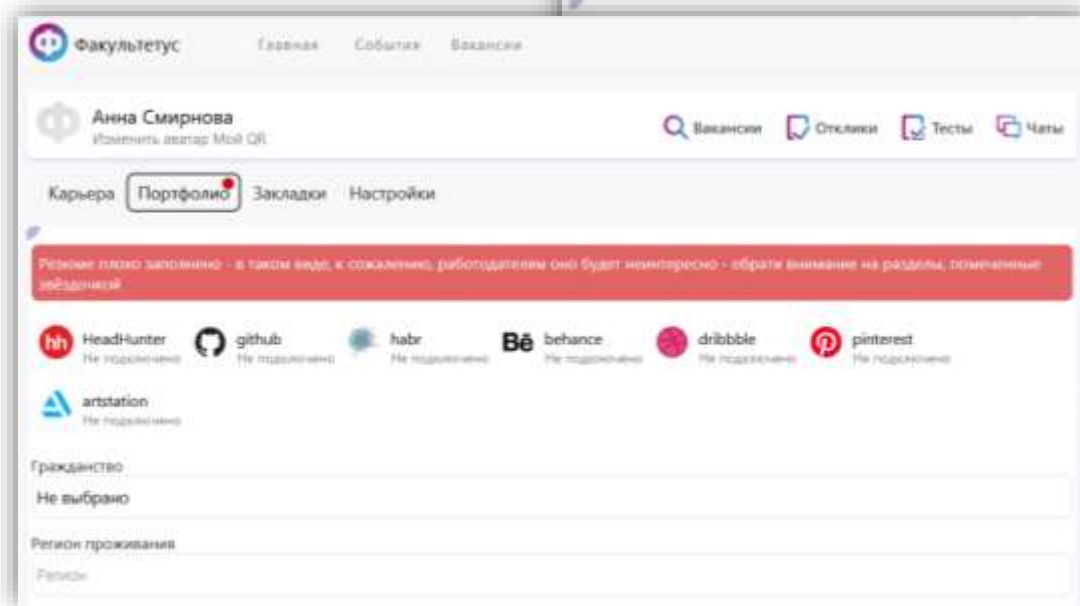 Факультетус
Главная События Вакансии
Анна Смирнова
Изменить аватар Мой QR
Вакансии Отклики Тесты Чаты
Карьера Портфолио Закладки Настройки
Резюме плохо заполнено - в таком виде, к сожалению, работодателям оно будет неинтересно - обрати внимание на разделы, помеченные
звёздочкой
hh HeadHunter github habr Bē behance dribbble pinterest
Не подключено Не подключено Не подключено Не подключено Не подключено Не подключено
artstation
Не подключено
Гражданство
Не выбрано
Регион проживания
Регион